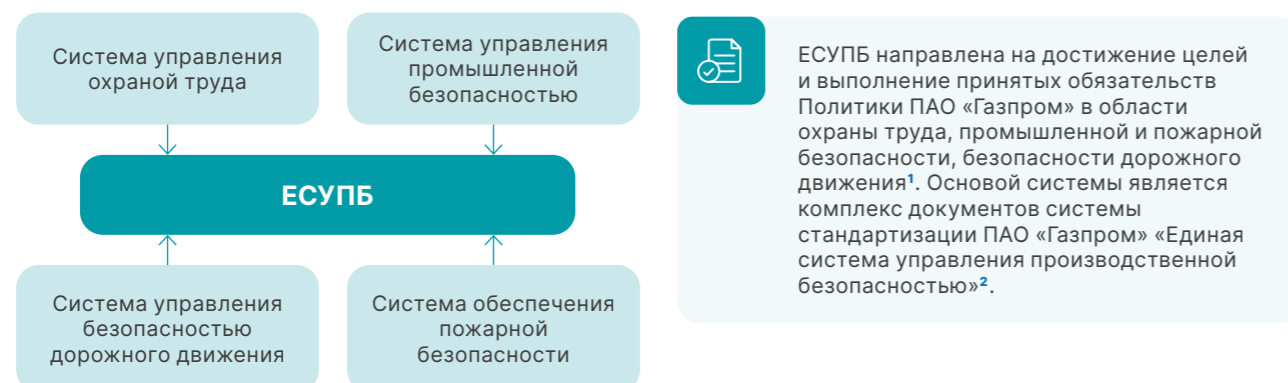 Система управления
охраной труда
Система управления
промышленной
безопасностью
ЕСУПБ
Система управления
безопасностью
дорожного движения
Система обеспечения
пожарной
безопасности
ЕСУПБ направлена на достижение целей
и выполнение принятых обязательств
Политики ПАО «Газпром» в области
охраны труда, промышленной и пожарной
безопасности, безопасности дорожного
движения¹. Основой системы является
комплекс документов системы
стандартизации ПАО «Газпром» «Единая
система управления производственной
безопасностью»².